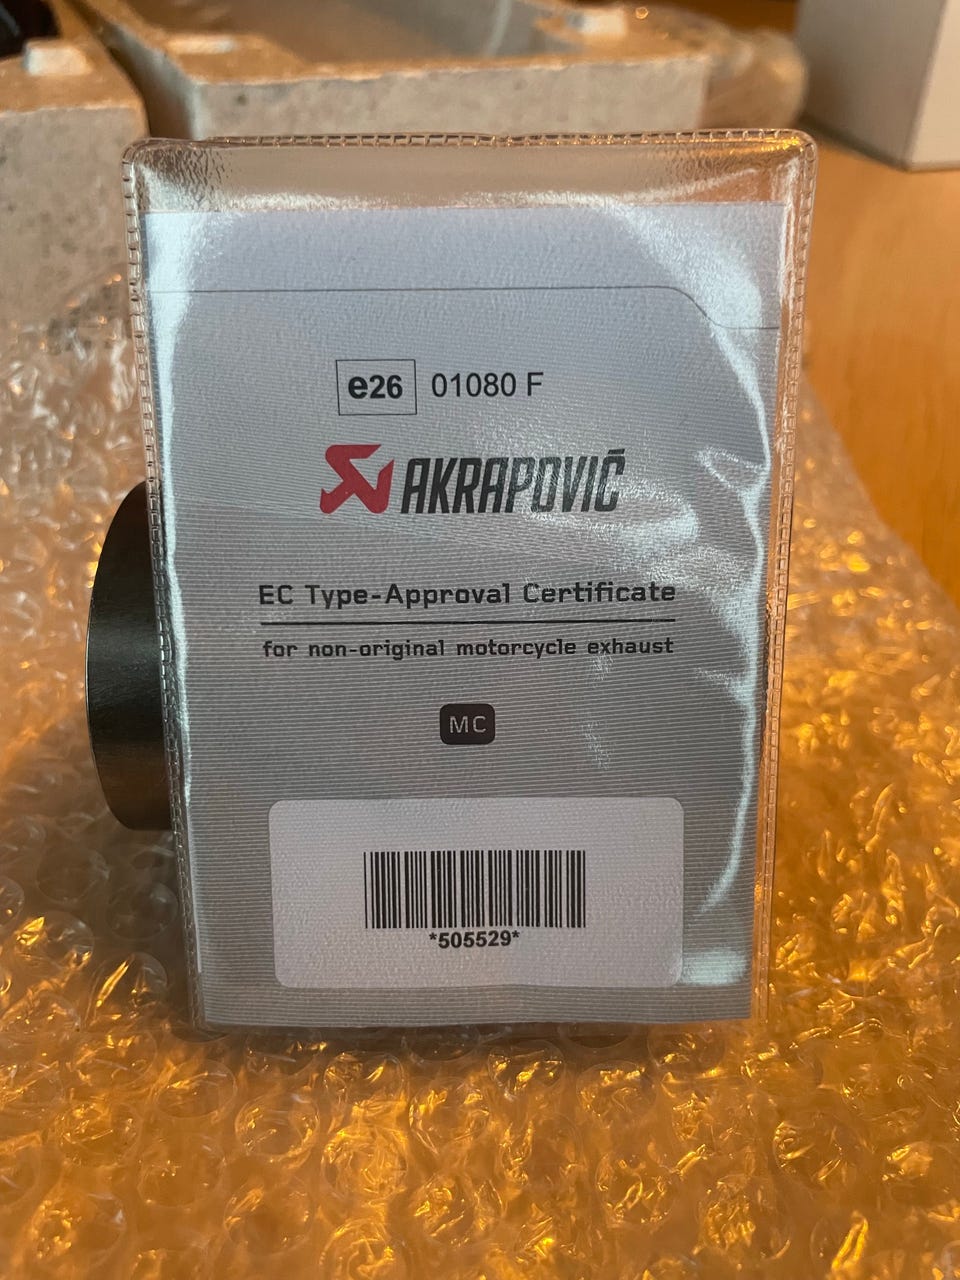 e26 01080 F
AKRAPOVIČ
EC Type-Approval Certificate
for non-original motorcycle exhaust
MC
*505529*